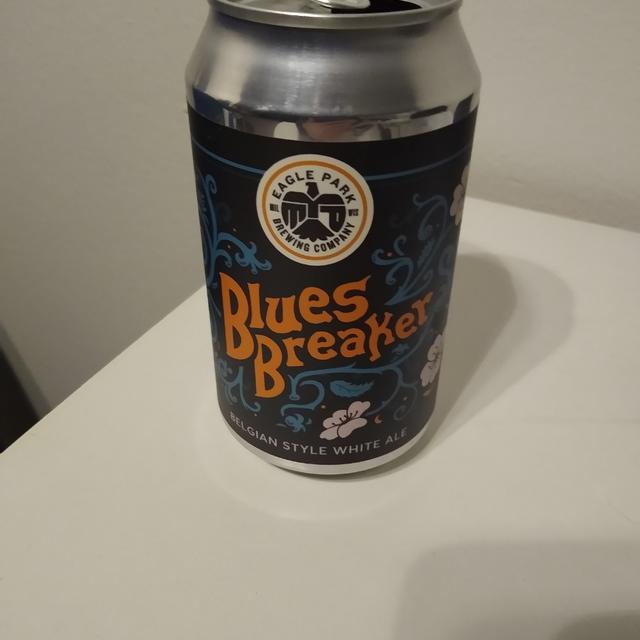 EAGLE PARK
BREWING COMPANY
Blues
Breaker
BELGIAN STYLE WHITE ALE